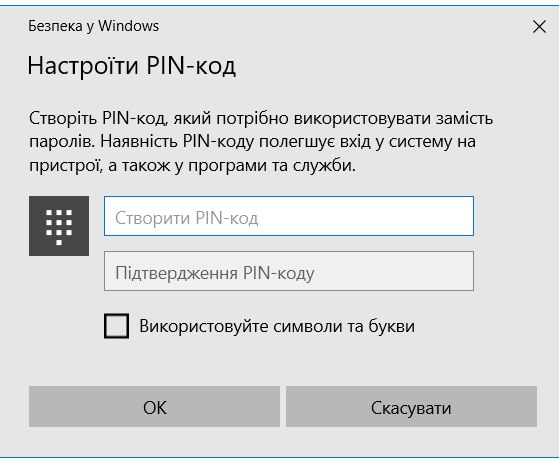 Безпека у Windows
Настроїти PIN-код
Створіть PIN-код, який потрібно використовувати замість
паролів. Наявність PIN-коду полегшує вхід у систему на
пристрої, а також у програми та служби.
Створити PIN-код
Підтвердження PIN-коду
Використовуйте символи та букви
ОК
Скасувати